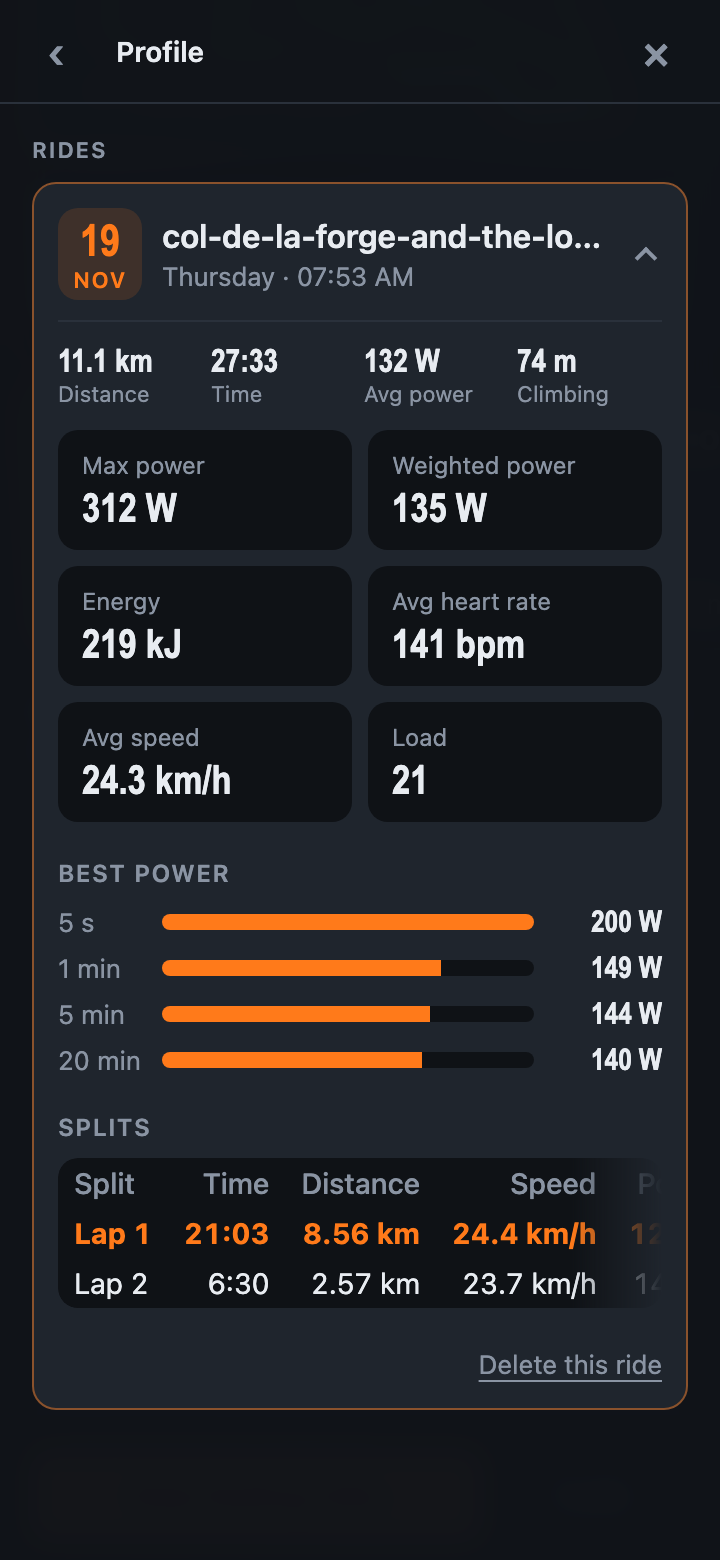 Profile
RIDES
19
NOV
col-de-la-forge-and-the-lo...
Thursday · 07:53 AM
11.1 km 27:33 132 W 74 m
Distance Time Avg power Climbing
Max power Weighted power
312 W 135 W
Energy Avg heart rate
219 kJ 141 bpm
Avg speed Load
24.3 km/h 21
BEST POWER
5 s 200 W
1 min 149 W
5 min 144 W
20 min 140 W
SPLITS
Split Time Distance Speed
Lap 1 21:03 8.56 km 24.4 km/h
Lap 2 6:30 2.57 km 23.7 km/h
Delete this ride